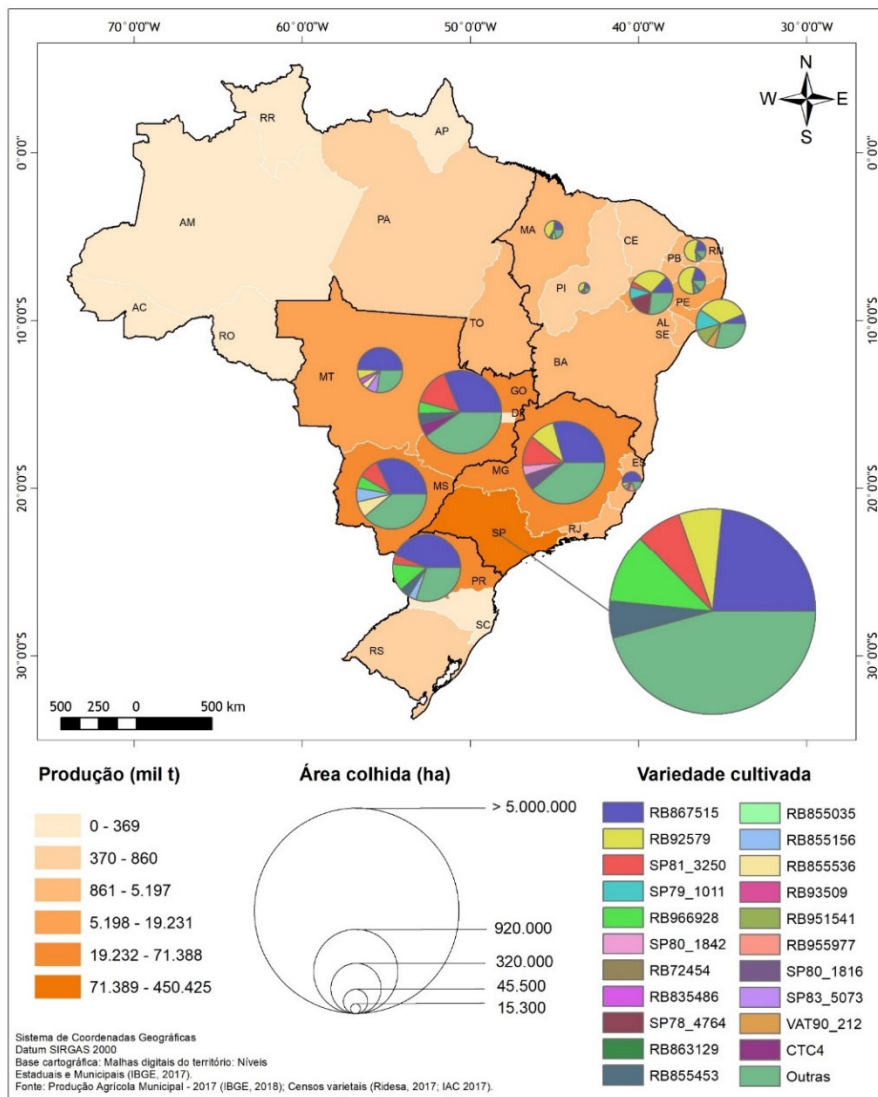 70°0'0"W 60°0'0"W 50°0'0"W 40°0'0"W 30°0'0"W
N
W E
S
0°0'0" 0°0'0"
10°0'0"S 10°0'0"S
20°0'0"S 20°0'0"S
30°0'0"S 30°0'0"S
RR
AP
AM
PA
MA
CE
RN
PB
PI
PE
AC
TO
AL
RO
SE
BA
MT
GO
DF
ES
MG
MS
SP
RJ
PR
SC
RS
500 250 0 500 km
Produção (mil t)
0 - 369
370 - 860
861 - 5.197
5.198 - 19.231
19.232 - 71.388
71.389 - 450.425
Área colhida (ha)
> 5.000.000
920.000
320.000
45.500
15.300
Variedade cultivada
RB867515
RB92579
SP81_3250
SP79_1011
RB966928
SP80_1842
RB72454
RB835486
SP78_4764
RB863129
RB855453
RB855035
RB855156
RB855536
RB93509
RB951541
RB955977
SP80_1816
SP83_5073
VAT90_212
CTC4
Outras
Sistema de Coordenadas Geográficas
Datum SIRGAS 2000
Base cartográfica: Malhas digitais do território: Níveis
Estaduais e Municipais (IBGE, 2017).
Fonte: Produção Agrícola Municipal - 2017 (IBGE, 2018); Censos varietais (Ridesa, 2017; IAC 2017).